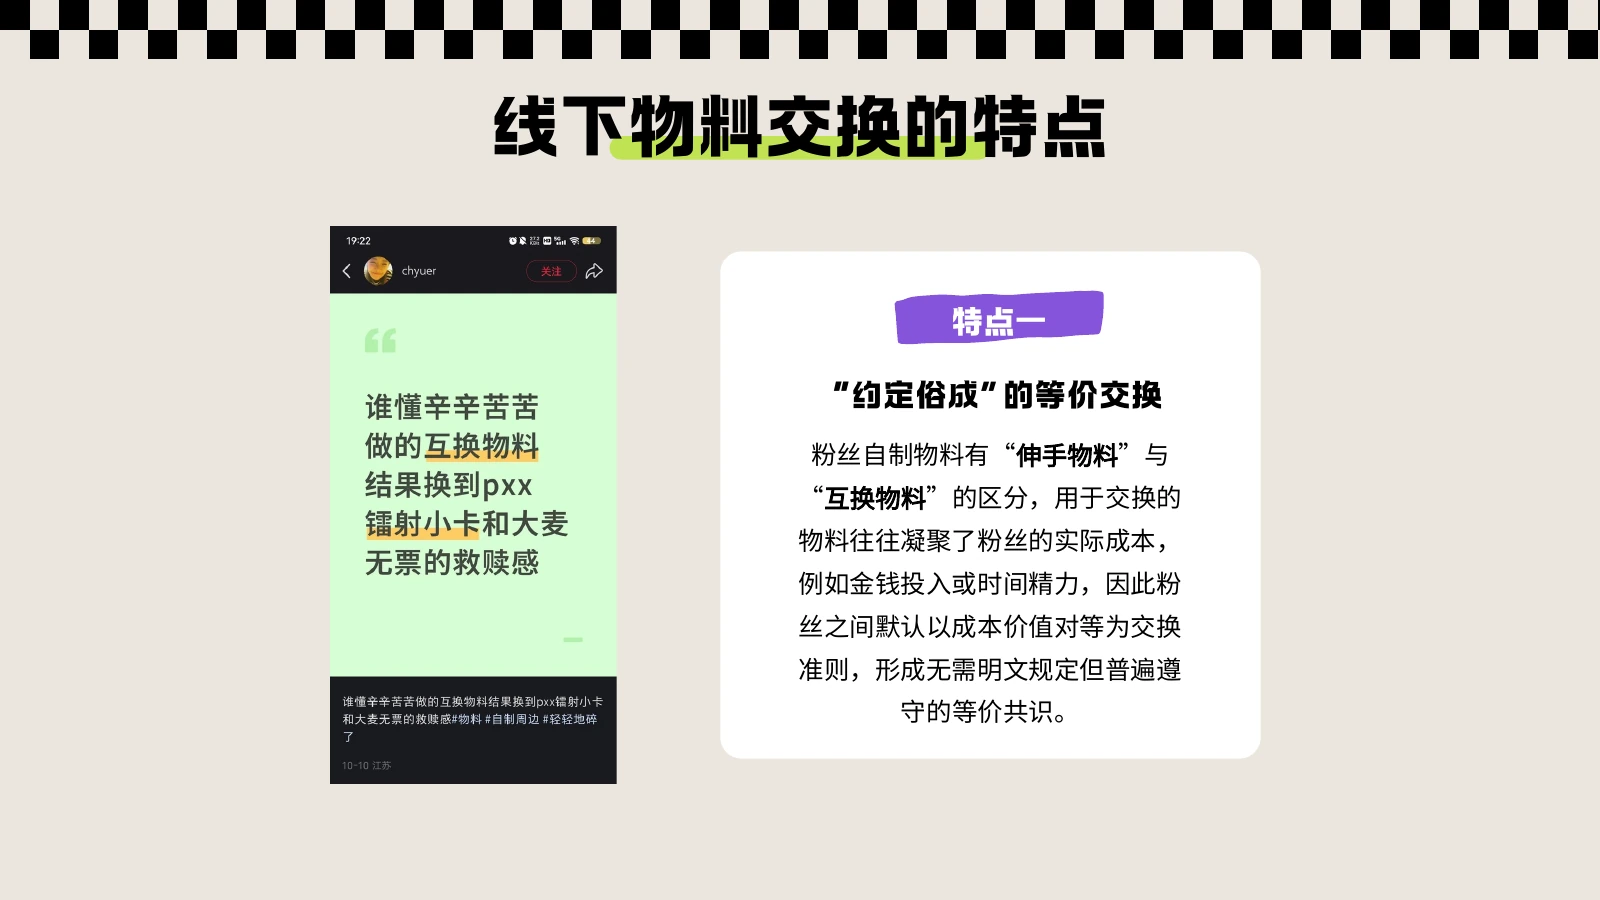 线下物料交换的特点
19:22
chyuer
关注
谁懂辛辛苦苦
做的互换物料
结果换到pxx
镭射小卡和大麦
无票的救赎感
谁懂辛辛苦苦做的互换物料结果换到pxx镭射小卡
和大麦无票的救赎感#物料 #自制周边 #轻轻地碎
了
10-10 江苏
特点一
"约定俗成"的等价交换
粉丝自制物料有“伸手物料”与
“互换物料”的区分，用于交换的
物料往往凝聚了粉丝的实际成本，
例如金钱投入或时间精力，因此粉
丝之间默认以成本价值对等为交换
准则，形成无需明文规定但普遍遵
守的等价共识。